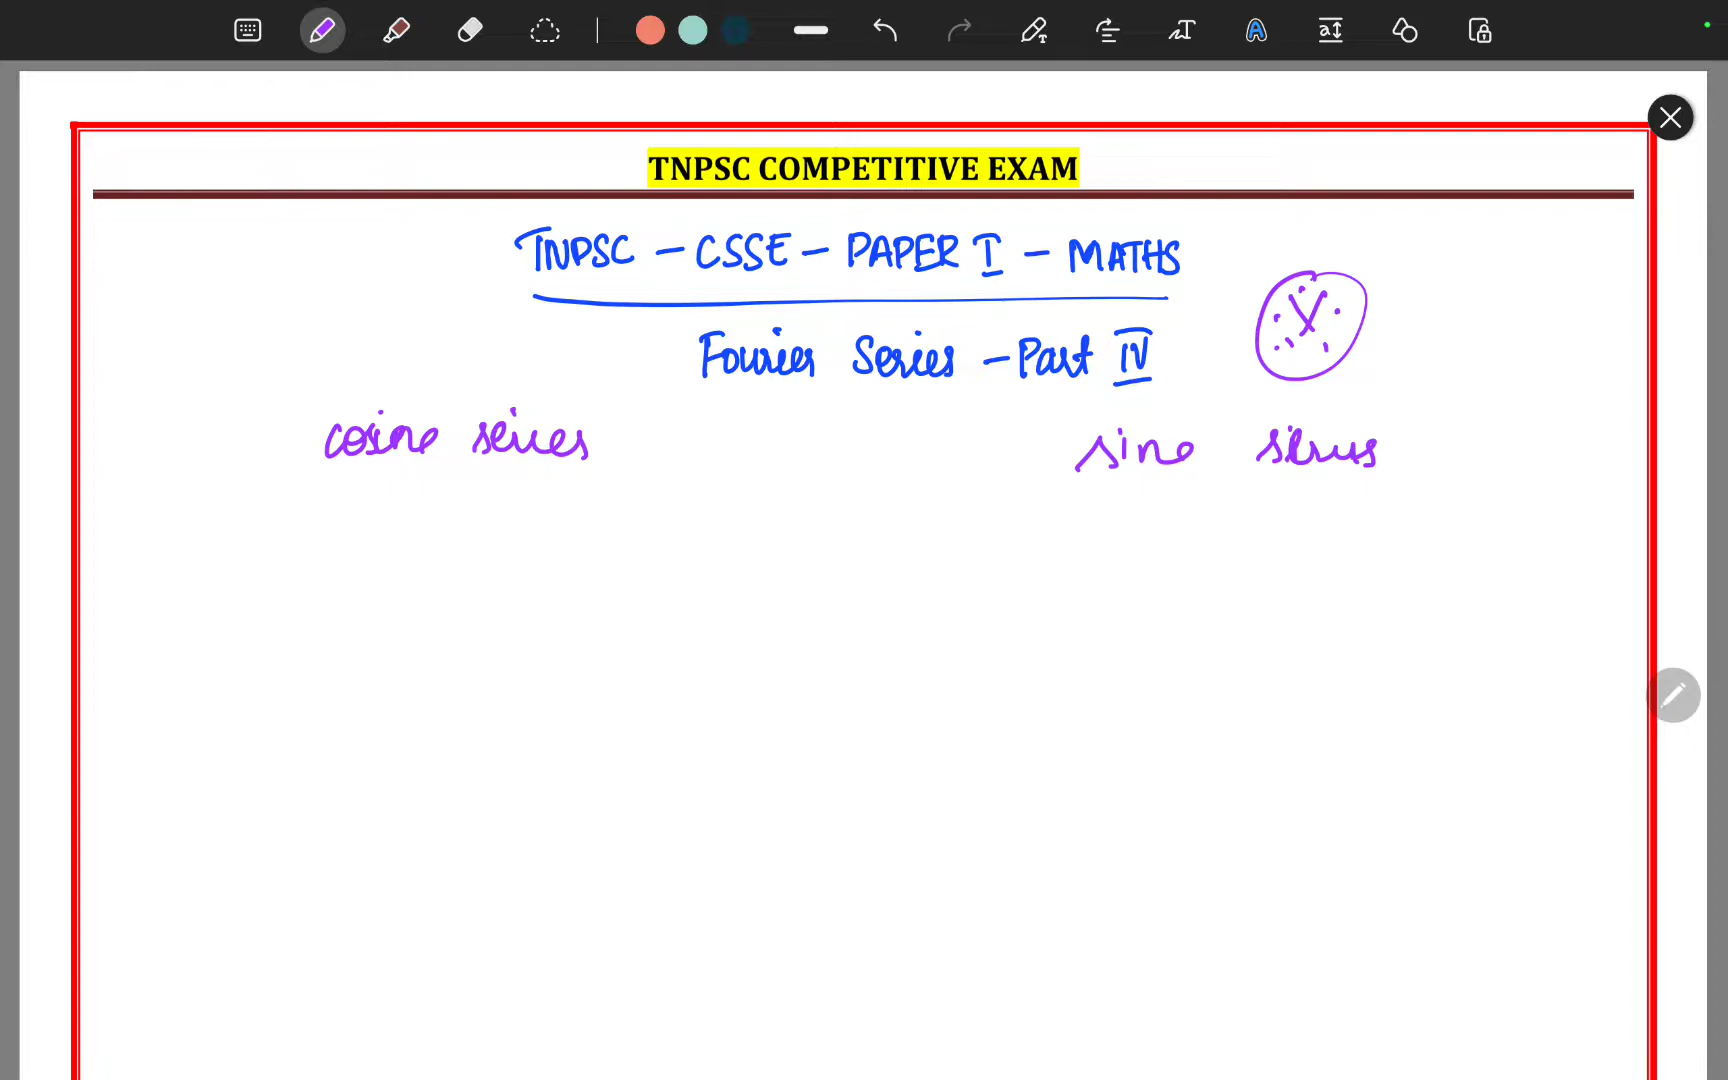 TNPSC COMPETITIVE EXAM
TNPSC - CSSE - PAPER I - MATHS
Fourier Series - Part IV
cosine series sine series